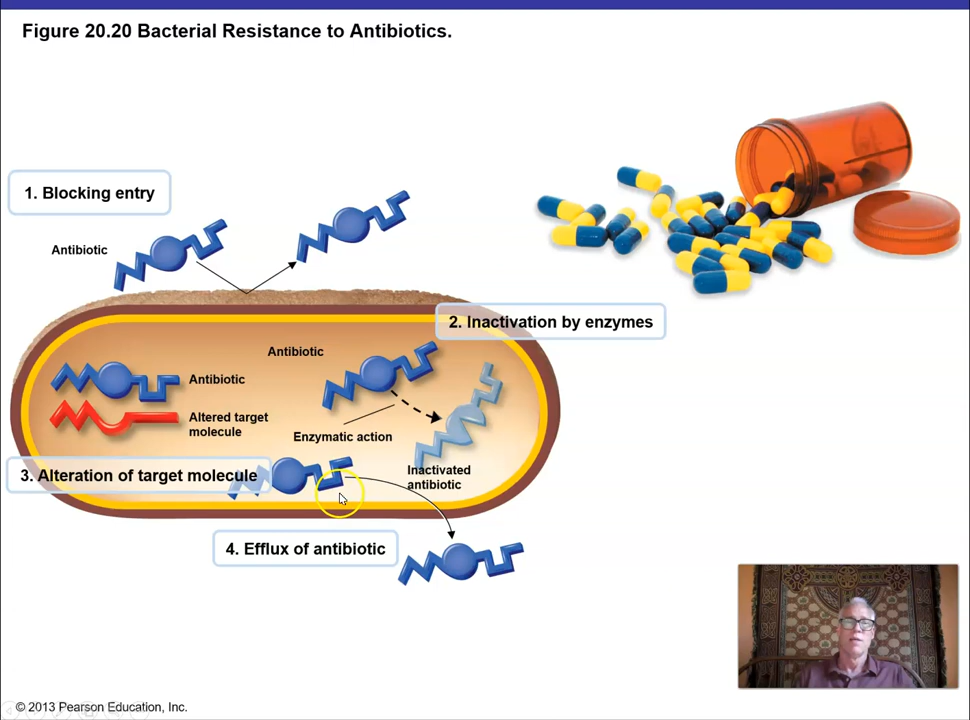 Figure 20.20 Bacterial Resistance to Antibiotics.
1. Blocking entry
Antibiotic
2. Inactivation by enzymes
Antibiotic
Antibiotic
Altered target
molecule
Enzymatic action
Inactivated
antibiotic
3. Alteration of target molecule
4. Efflux of antibiotic
© 2013 Pearson Education, Inc.